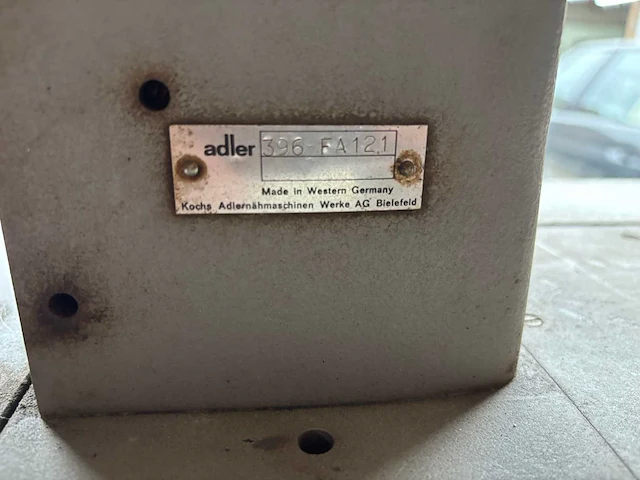 adler 396-FA121
Made in Western Germany
Kochs Adlernähmaschinen Werke AG Bielefeld